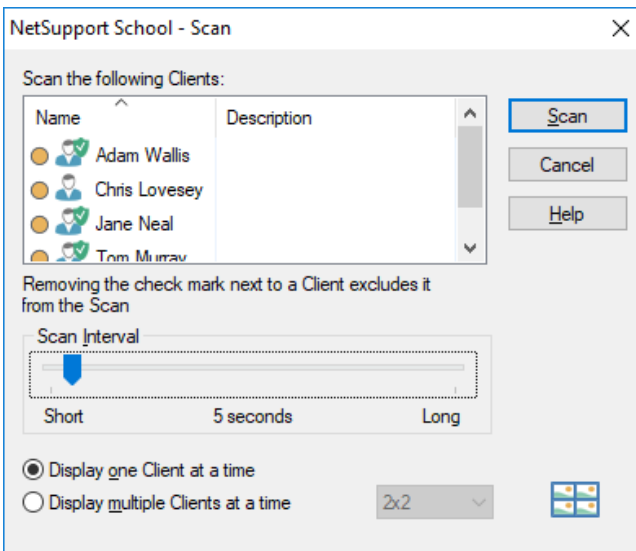 NetSupport School - Scan
Scan the following Clients:
Name Description
Adam Wallis
Chris Lovesey
Jane Neal
Tom Murray
Scan
Cancel
Help
Removing the check mark next to a Client excludes it
from the Scan
Scan Interval
Short 5 seconds Long
Display one Client at a time
Display multiple Clients at a time 2x2